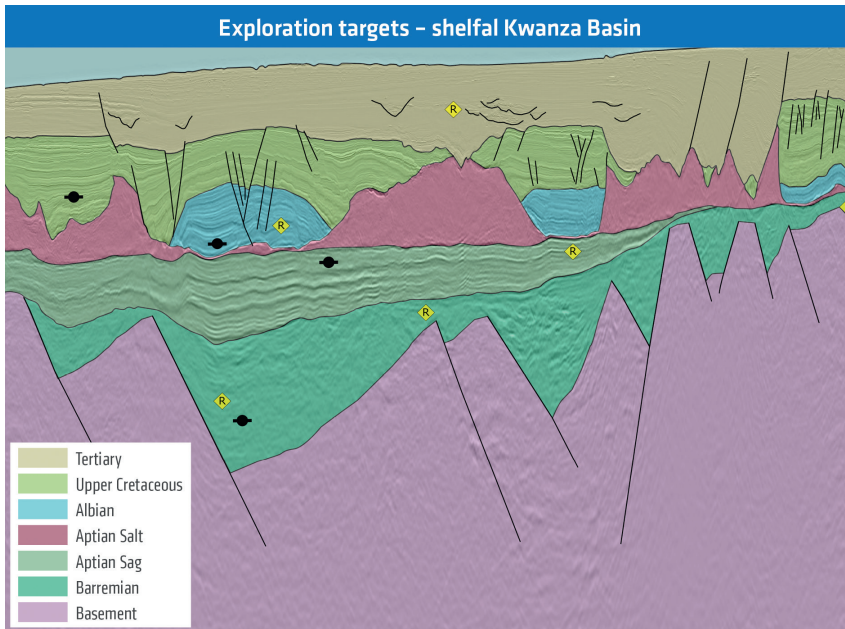 Exploration targets – shelfal Kwanza Basin
R
R
R
R
R
Tertiary
Upper Cretaceous
Albian
Aptian Salt
Aptian Sag
Barremian
Basement